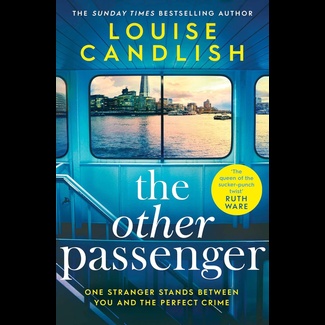 THE SUNDAY TIMES BESTSELLING AUTHOR
LOUISE
CANDLISH
the
other
passenger
'The
queen of the
sucker-punch
twist'
RUTH
WARE
ONE STRANGER STANDS BETWEEN
YOU AND THE PERFECT CRIME